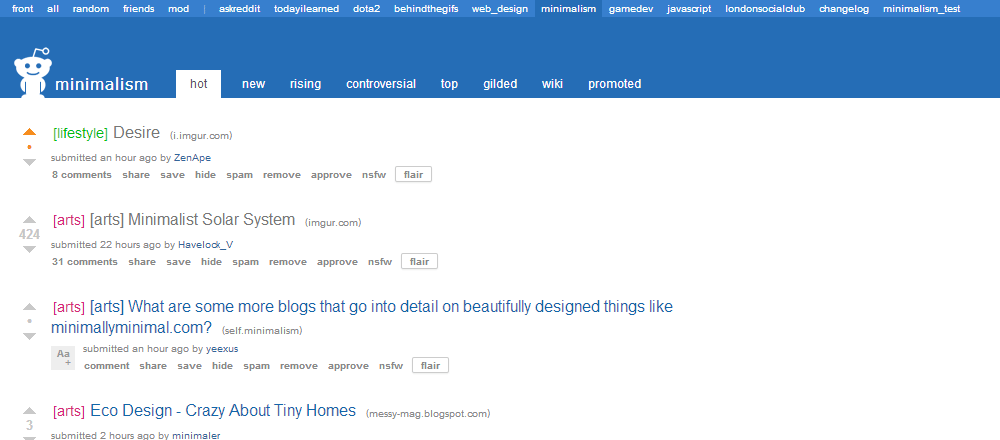 front all random friends mod | askreddit todayilearned dota2 behindthegifs web_design minimalism gamedev javascript londonsocialclub changelog minimalism_test
minimalism hot new rising controversial top gilded wiki promoted
[lifestyle] Desire (i.imgur.com)
•
submitted an hour ago by ZenApe
8 comments share save hide spam remove approve nsfw flair
[arts] [arts] Minimalist Solar System (imgur.com)
424
submitted 22 hours ago by Havelock_V
31 comments share save hide spam remove approve nsfw flair
[arts] [arts] What are some more blogs that go into detail on beautifully designed things like
•
minimallyminimal.com? (self.minimalism)
Aa+ submitted an hour ago by yeexus
comment share save hide spam remove approve nsfw flair
[arts] Eco Design - Crazy About Tiny Homes (messy-mag.blogspot.com)
3
submitted 2 hours ago by minimaler